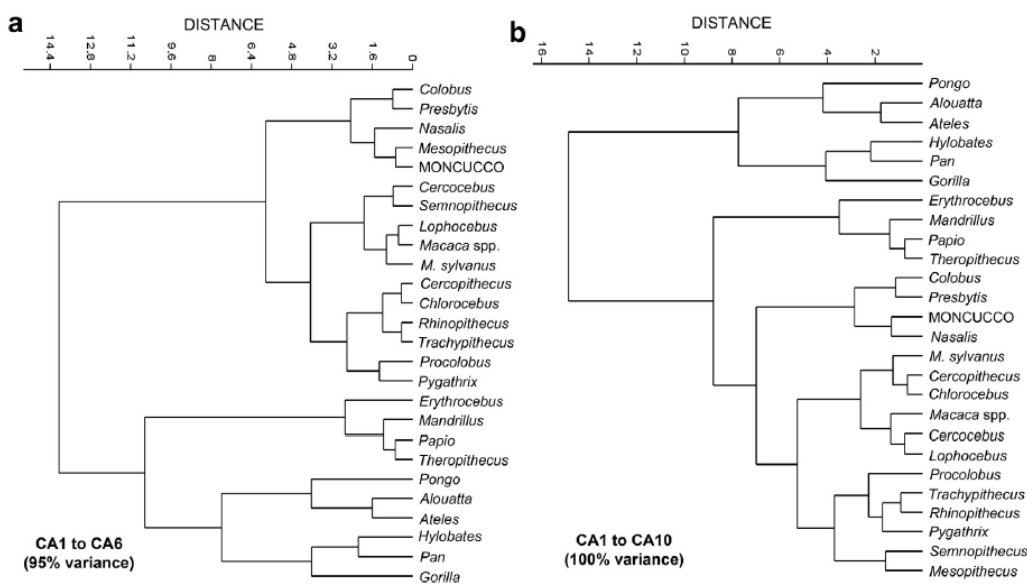 a
DISTANCE
14.4 12.8 11.2 9.6 8 6.4 4.8 3.2 1.6 0
Colobus
Presbytis
Nasalis
Mesopithecus
MONCUCCO
Cercocebus
Semnopithecus
Lophocebus
Macaca spp.
M. sylvanus
Cercopithecus
Chlorocebus
Rhinopithecus
Trachypithecus
Procolobus
Pygathrix
Erythrocebus
Mandrillus
Papio
Theropithecus
Pongo
Alouatta
Ateles
Hylobates
Pan
Gorilla
CA1 to CA6
(95% variance)
b
DISTANCE
16 14 12 10 8 6 4 2
Pongo
Alouatta
Ateles
Hylobates
Pan
Gorilla
Erythrocebus
Mandrillus
Papio
Theropithecus
Colobus
Presbytis
MONCUCCO
Nasalis
M. sylvanus
Cercopithecus
Chlorocebus
Macaca spp.
Cercocebus
Lophocebus
Procolobus
Trachypithecus
Rhinopithecus
Pygathrix
Semnopithecus
Mesopithecus
CA1 to CA10
(100% variance)